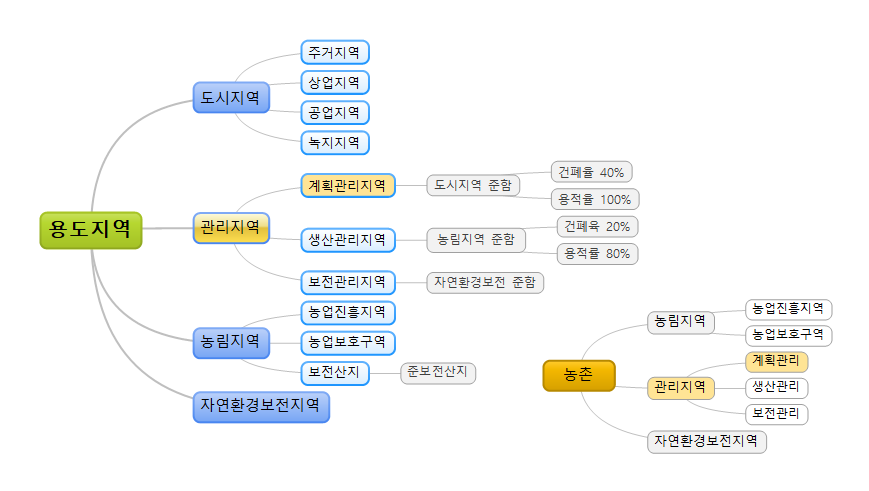 용도지역
도시지역
주거지역
상업지역
공업지역
녹지지역
관리지역
계획관리지역
도시지역 준함
건폐율 40%
용적률 100%
생산관리지역
농림지역 준함
건폐육 20%
용적률 80%
보전관리지역
자연환경보전 준함
농림지역
농업진흥지역
농업보호구역
보전산지
준보전산지
자연환경보전지역
농촌
농림지역
농업진흥지역
농업보호구역
관리지역
계획관리
생산관리
보전관리
자연환경보전지역